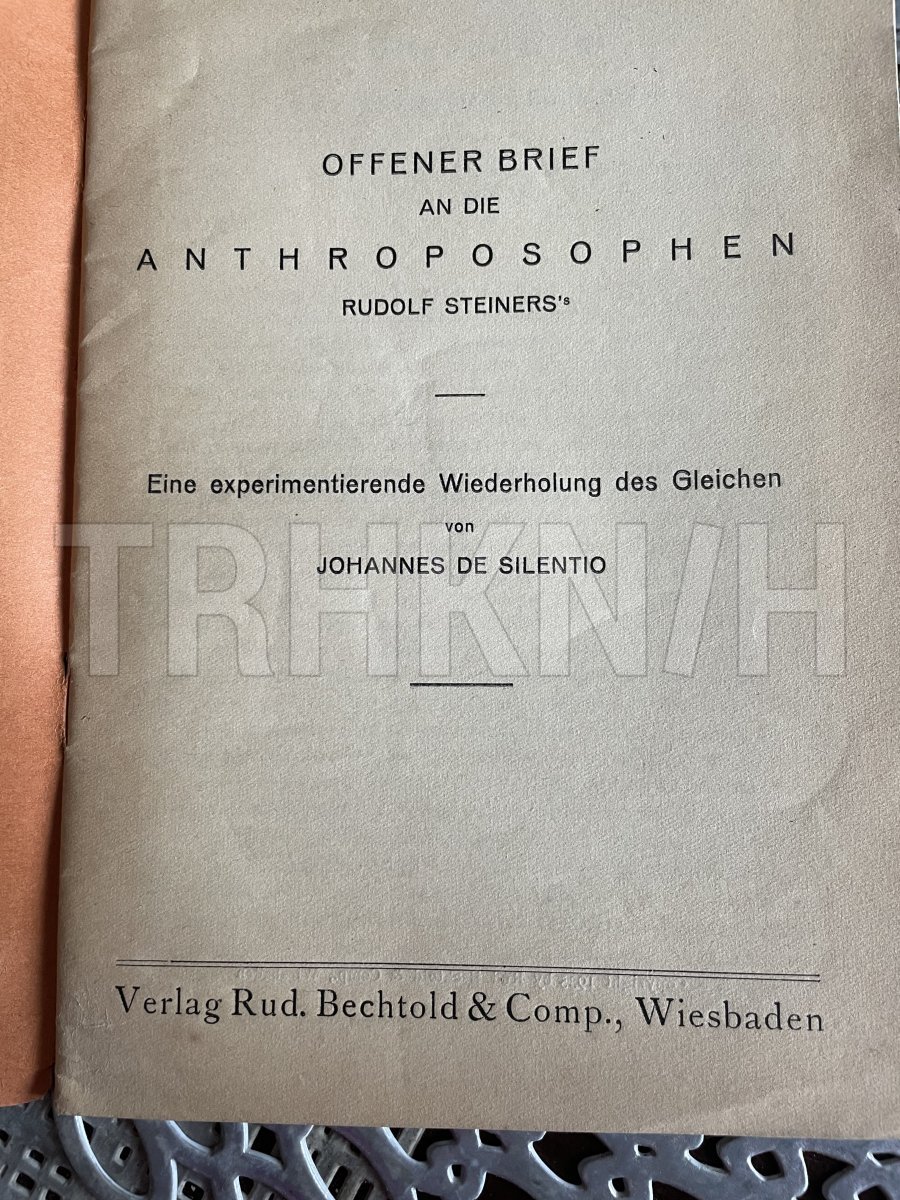 OFFENER BRIEF
AN DIE
ANTHROPOSOPHEN
RUDOLF STEINERS's
Eine experimentierende Wiederholung des Gleichen
von
JOHANNES DE SILENTIO
TRHKN/H
Verlag Rud. Bechtold & Comp., Wiesbaden